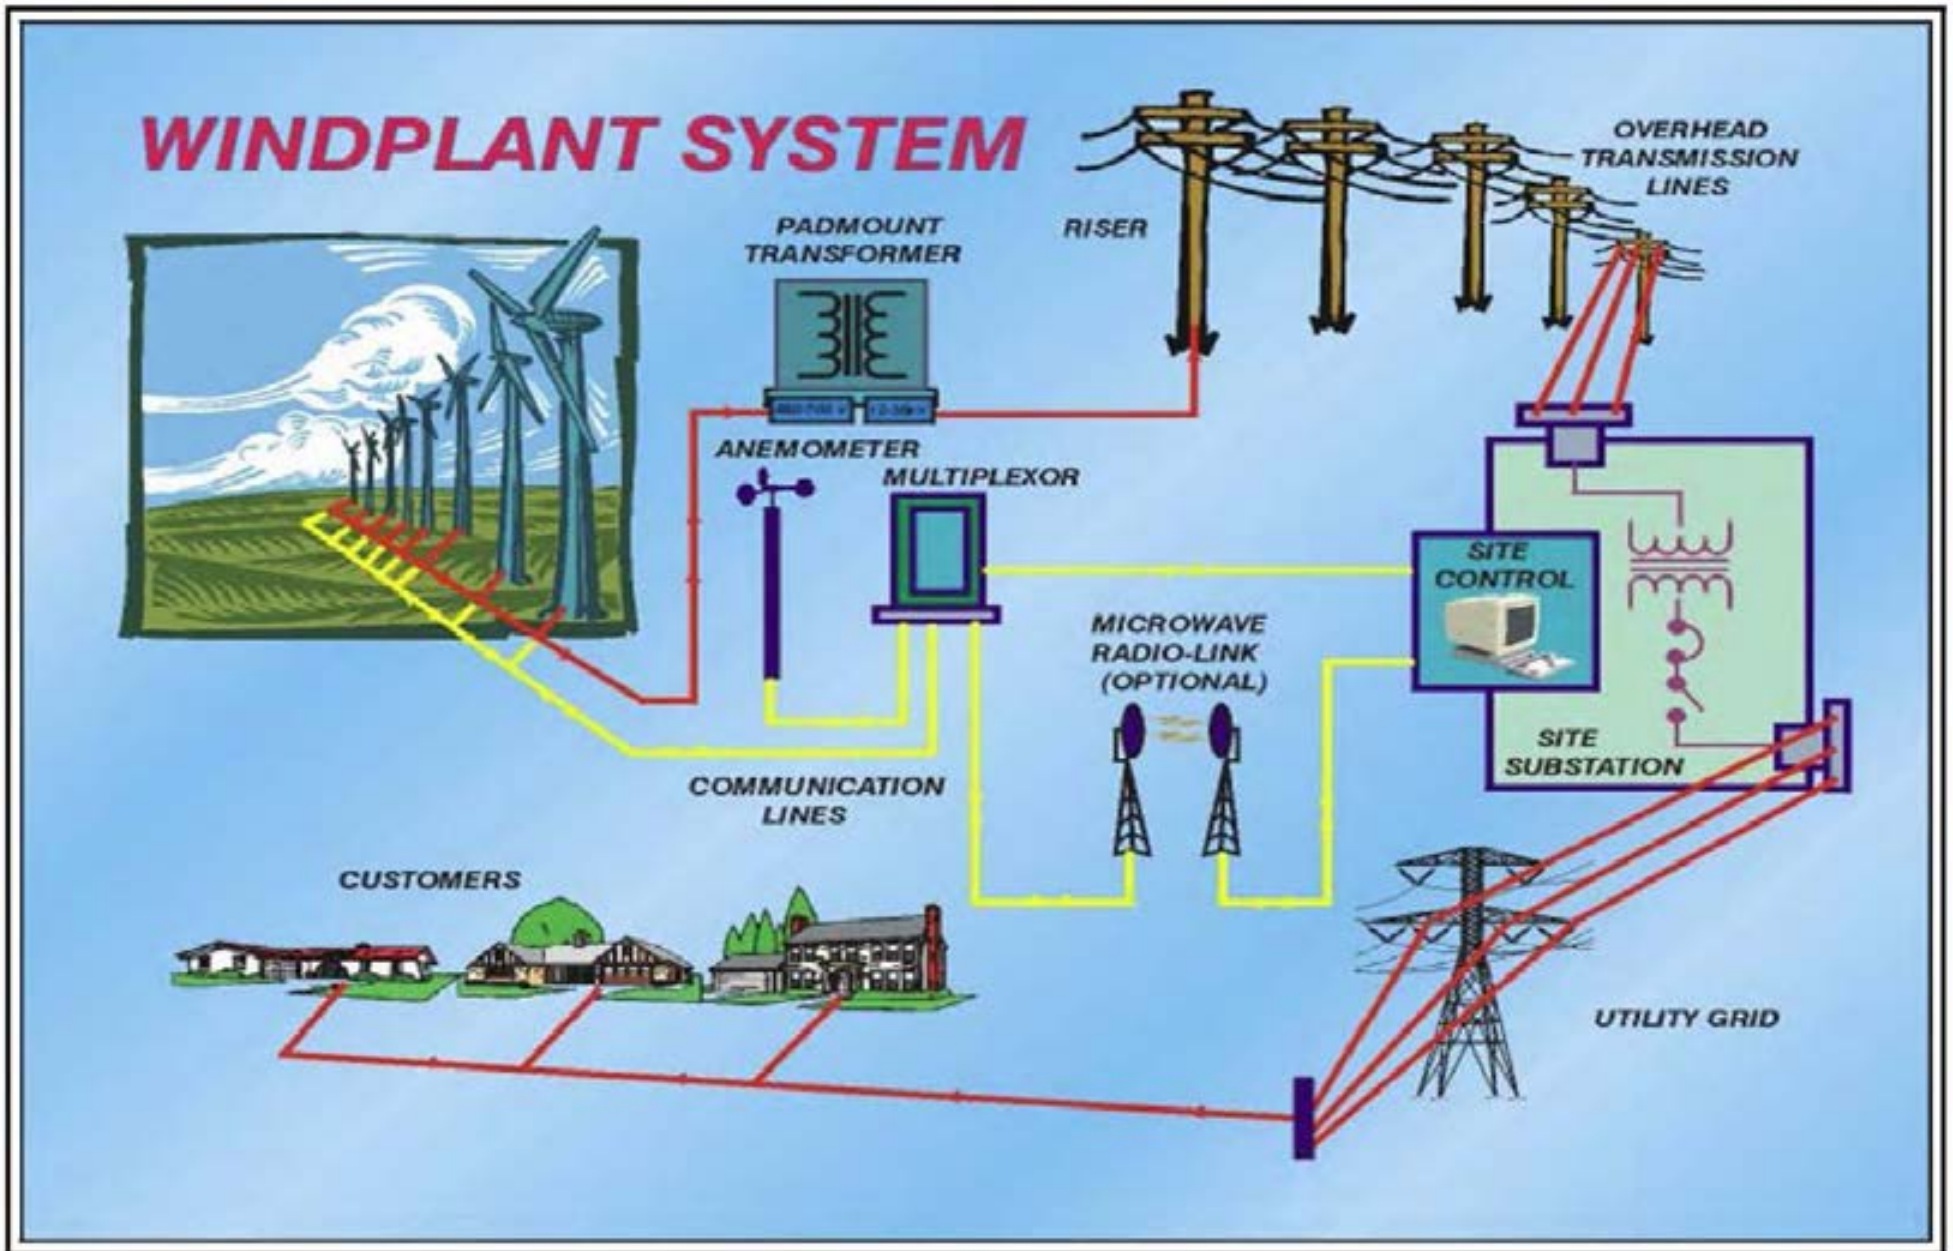 WINDPLANT SYSTEM
OVERHEAD
TRANSMISSION
LINES
PADMOUNT
TRANSFORMER
RISER
ANEMOMETER
MULTIPLEXOR
SITE
CONTROL
MICROWAVE
RADIO-LINK
(OPTIONAL)
SITE
SUBSTATION
COMMUNICATION
LINES
CUSTOMERS
UTILITY GRID